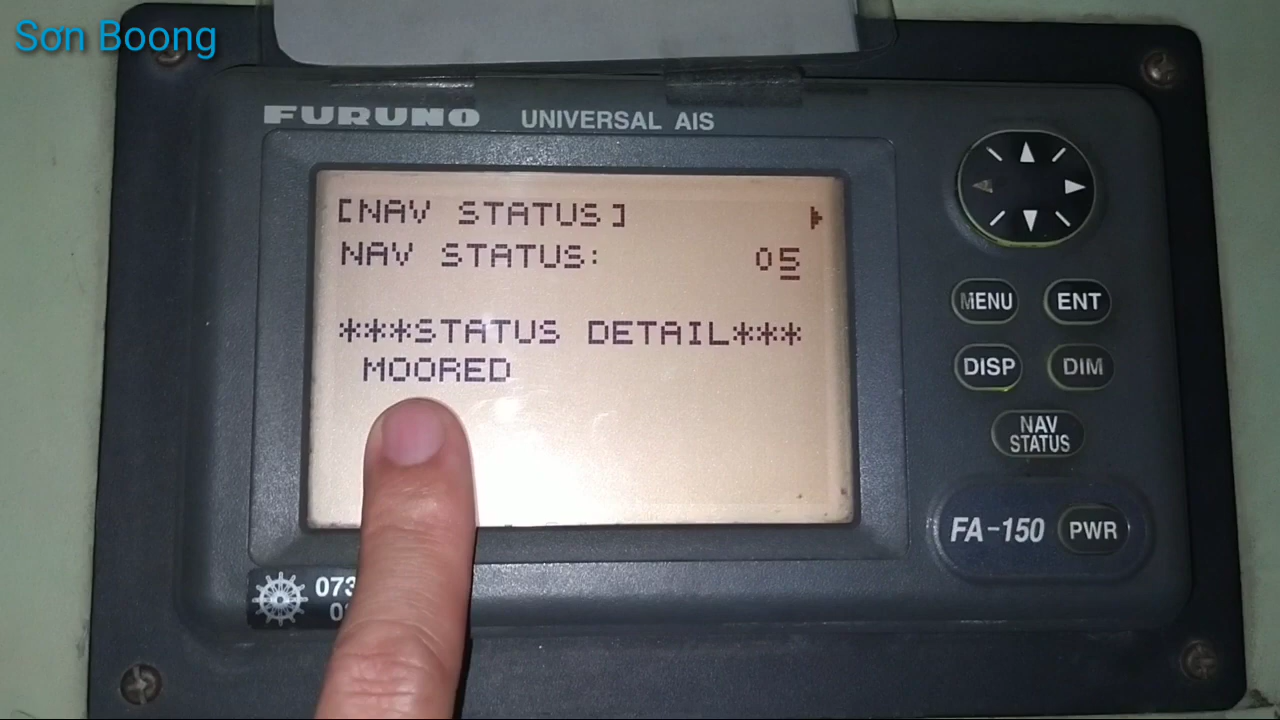 Sơn Boong
FURUNO UNIVERSAL AIS
[NAV STATUS]
NAV STATUS: 05
***STATUS DETAIL***
MOORED
MENU ENT
DISP DIM
NAV
STATUS
FA-150 PWR